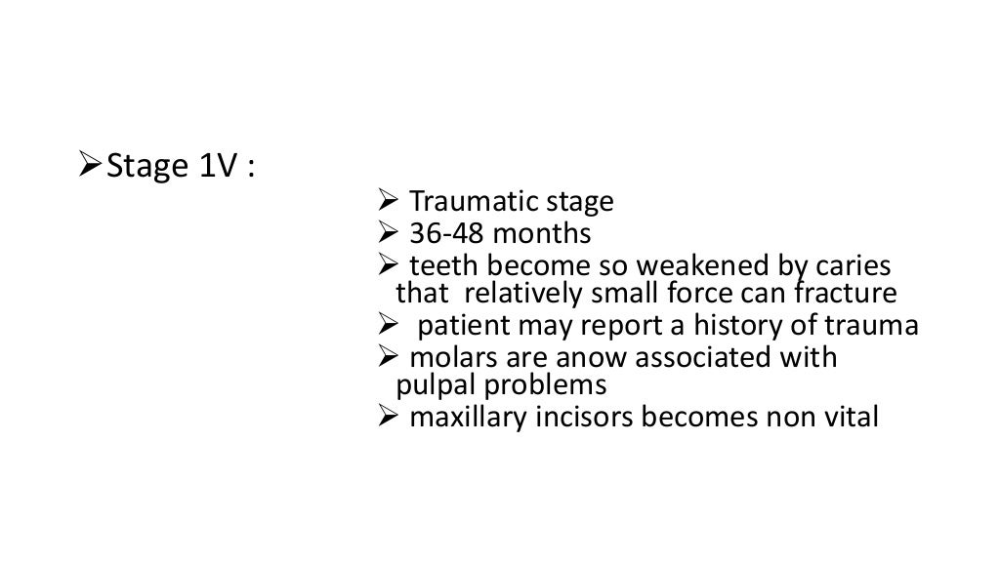 ➢Stage 1V :
➢ Traumatic stage
➢ 36-48 months
➢ teeth become so weakened by caries
that  relatively small force can fracture
➢  patient may report a history of trauma
➢ molars are anow associated with
pulpal problems
➢ maxillary incisors becomes non vital